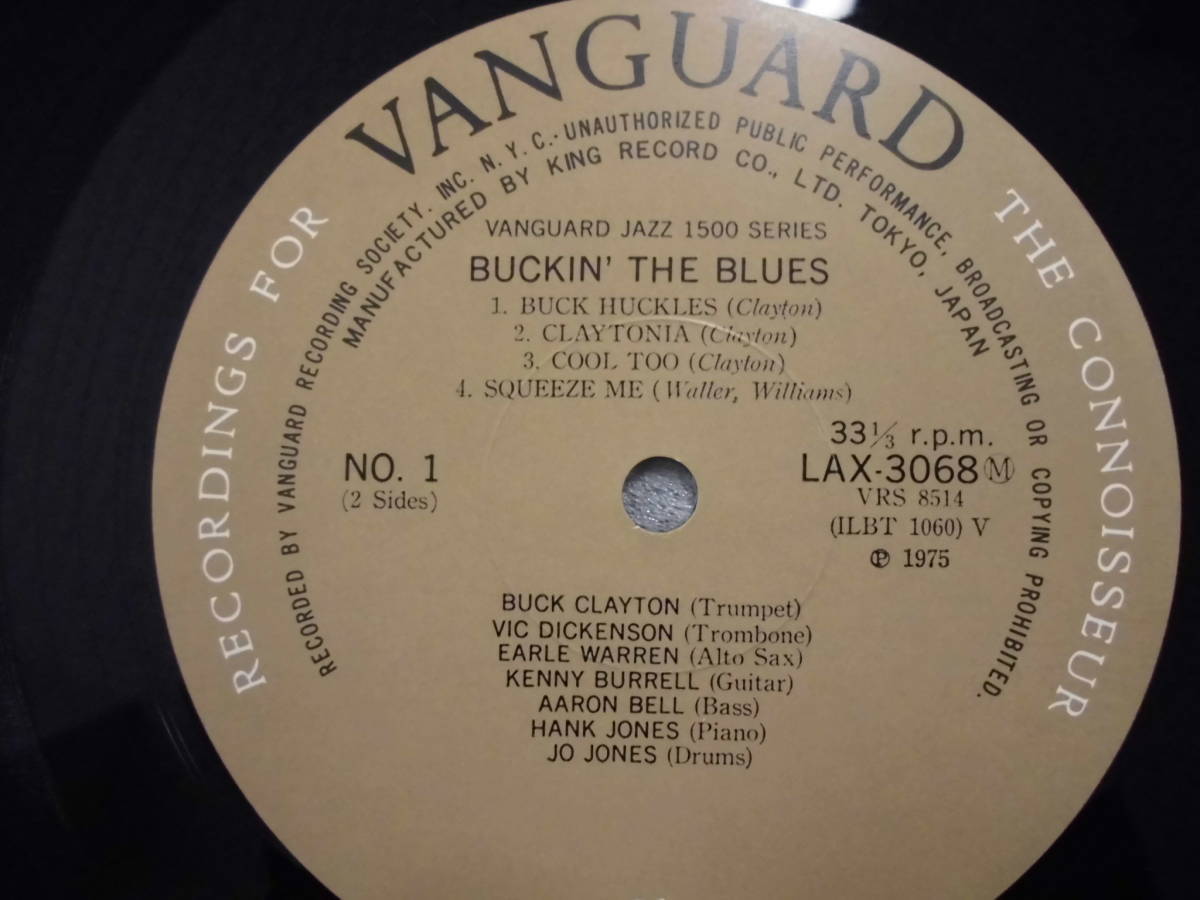 VANGUARD
RECORDINGS FOR
THE CONNOISSEUR
RECORDED BY VANGUARD RECORDING SOCIETY. INC. N. Y. C.·UNAUTHORIZED PUBLIC PERFORMANCE, BROADCASTING OR COPYING PROHIBITED.
MANUFACTURED BY KING RECORD CO., LTD. TOKYO, JAPAN
VANGUARD JAZZ 1500 SERIES
BUCKIN' THE BLUES
1. BUCK HUCKLES (Clayton)
2. CLAYTONIA (Clayton)
3. COOL TOO (Clayton)
4. SQUEEZE ME (Waller, Williams)
NO. 1
(2 Sides)
33⅓ r.p.m.
LAX-3068 Ⓜ
VRS 8514
(ILBT 1060) V
℗ 1975
BUCK CLAYTON (Trumpet)
VIC DICKENSON (Trombone)
EARLE WARREN (Alto Sax)
KENNY BURRELL (Guitar)
AARON BELL (Bass)
HANK JONES (Piano)
JO JONES (Drums)